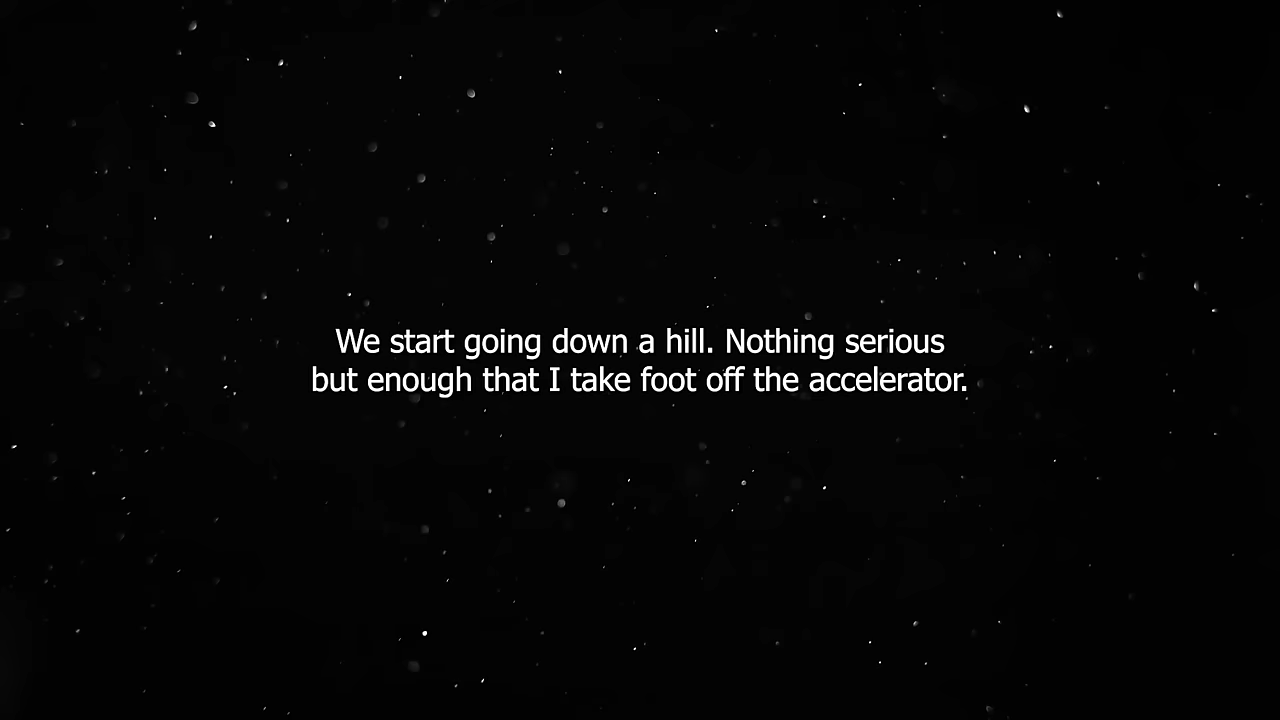 We start going down a hill. Nothing serious
but enough that I take foot off the accelerator.